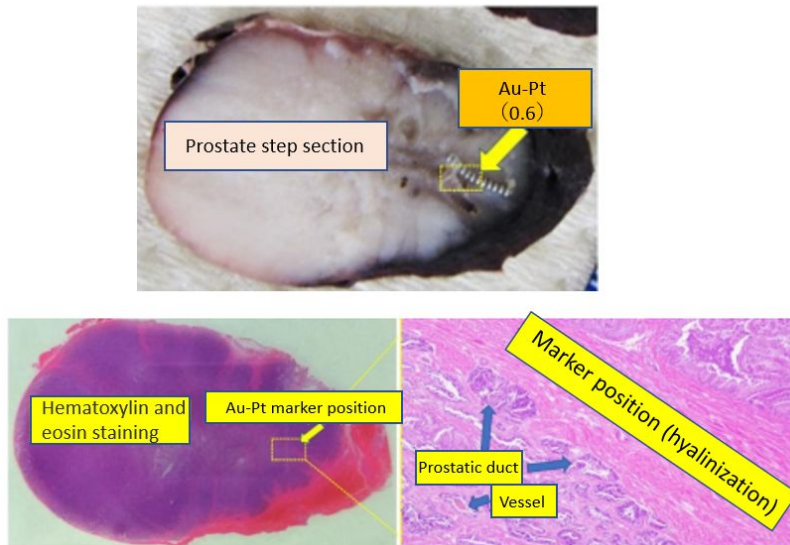 Au-Pt
（0.6）
Prostate step section
Hematoxylin and
eosin staining
Au-Pt marker position
Marker position (hyalinization)
Prostatic duct
Vessel